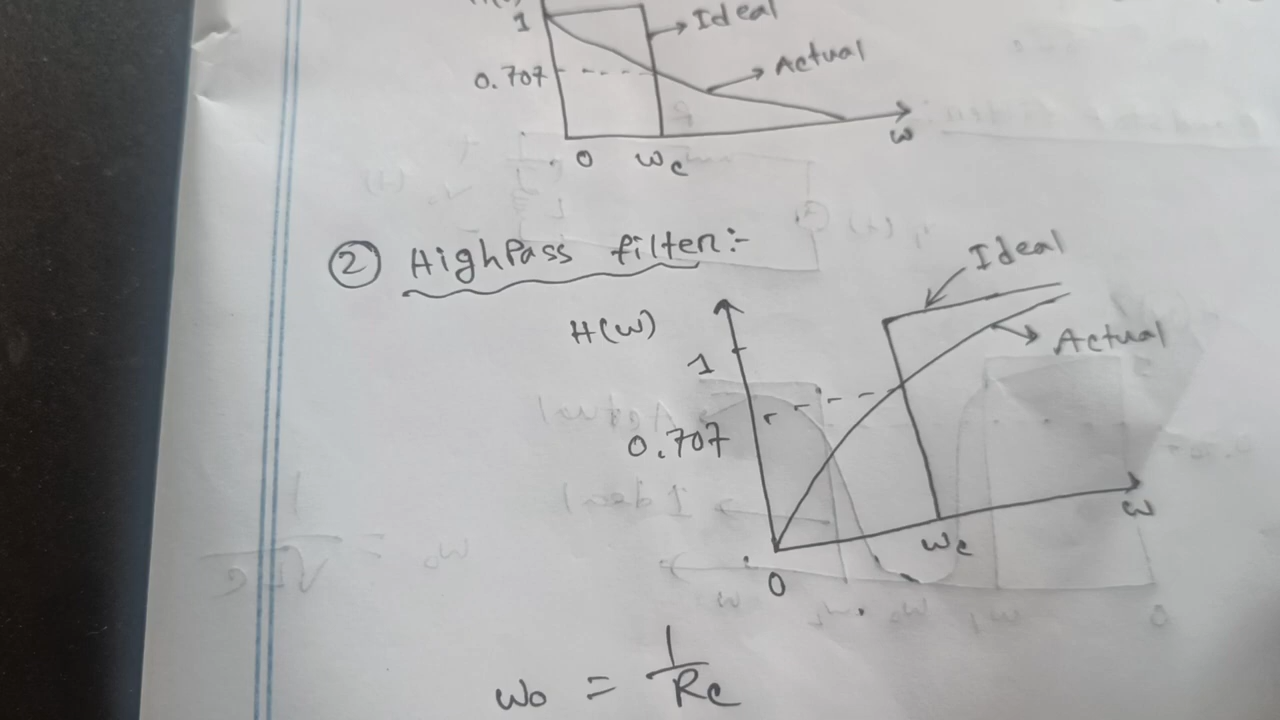 1
Ideal
0.707
Actual
0 ωc
ω
② HighPass filter:-
Ideal
H(ω)
Actual
1
0.707
ω
ωc
0
ω0 = 1/RC